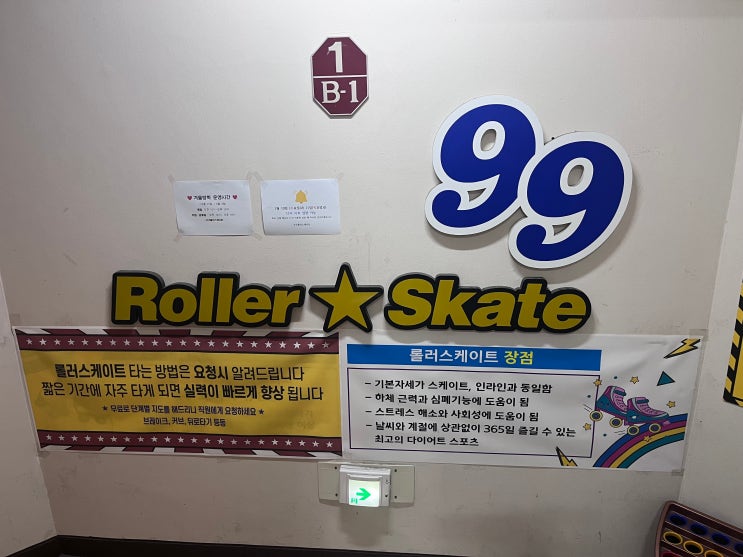 1
B-1
99
겨울방학 운영시간
Roller ★ Skate
롤러스케이트 타는 방법은 요청시 알려드립니다
짧은 기간에 자주 타게 되면 실력이 빠르게 향상 됩니다
★ 무료로 단계별 지도를 해드리니 직원에게 요청하세요 ★
브레이크, 커브, 뒤로타기 등등
롤러스케이트 장점
- 기본자세가 스케이트, 인라인과 동일함
- 하체 근력과 심폐기능에 도움이 됨
- 스트레스 해소와 사회성에 도움이 됨
- 날씨와 계절에 상관없이 365일 즐길 수 있는
최고의 다이어트 스포츠